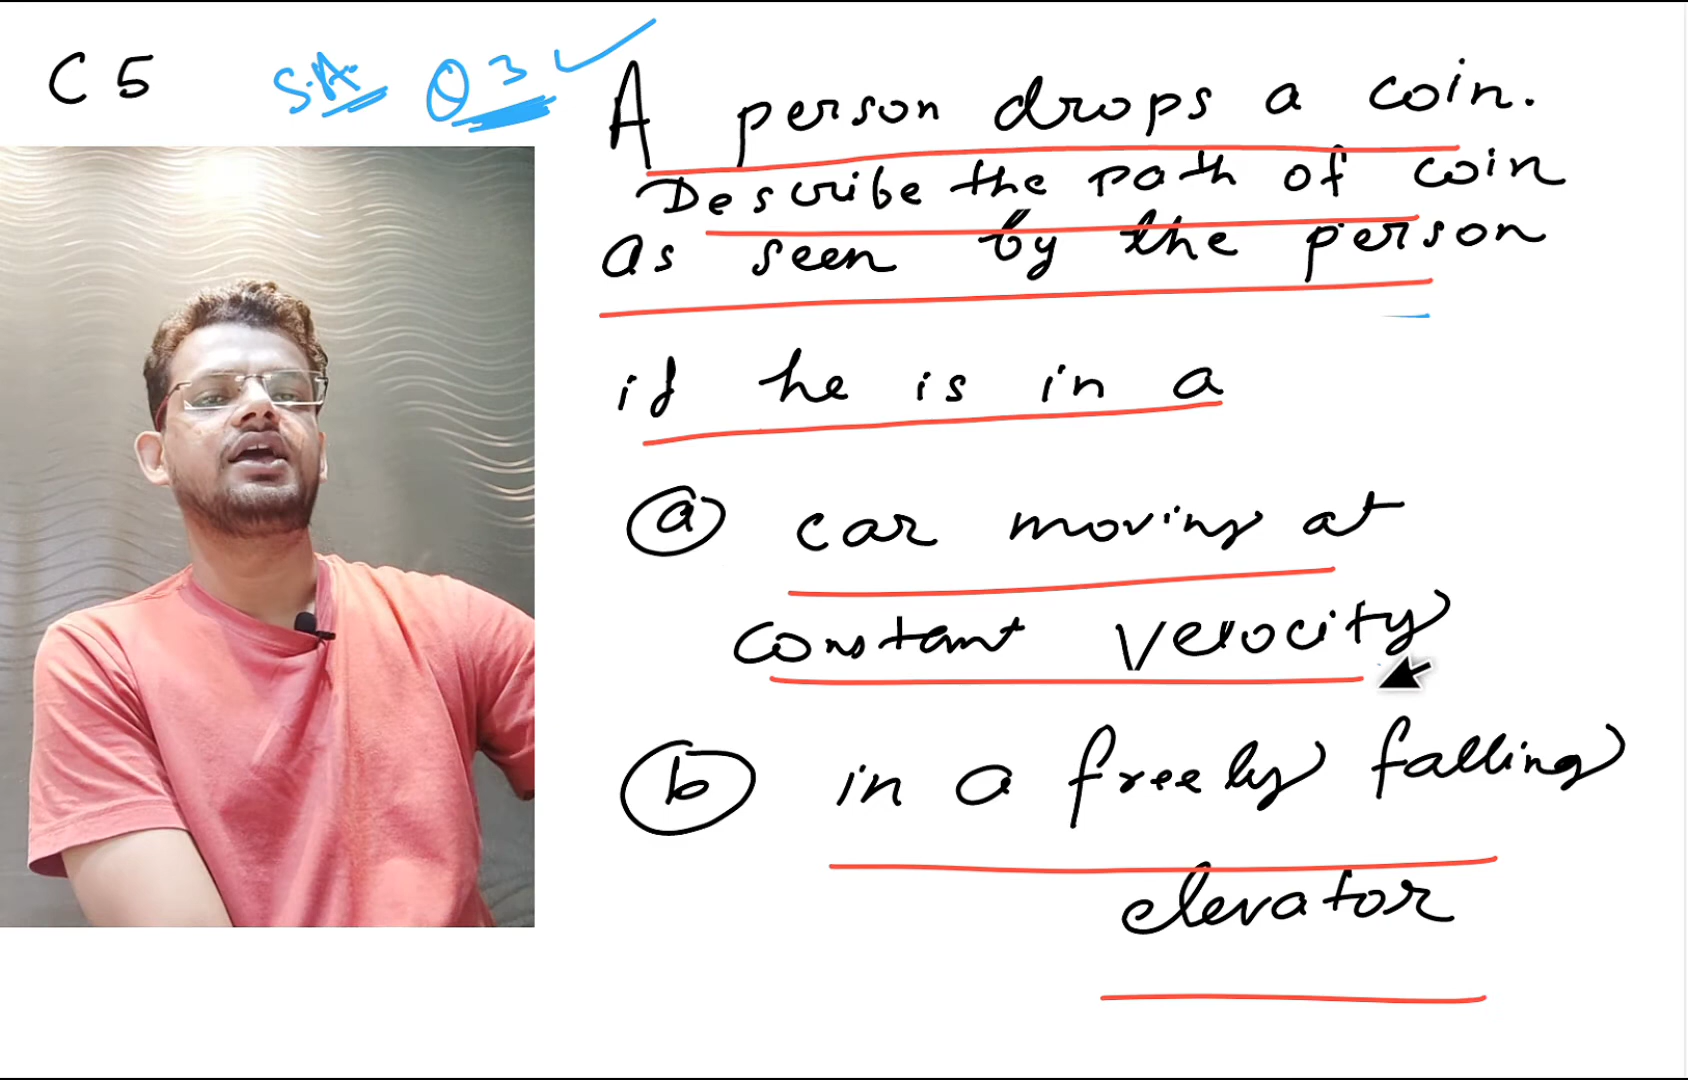 C 5
S.A. Q 3
A person drops a coin.
Describe the path of coin
as seen by the person
if he is in a
(a) car moving at
constant velocity
(b) in a freely falling
elevator